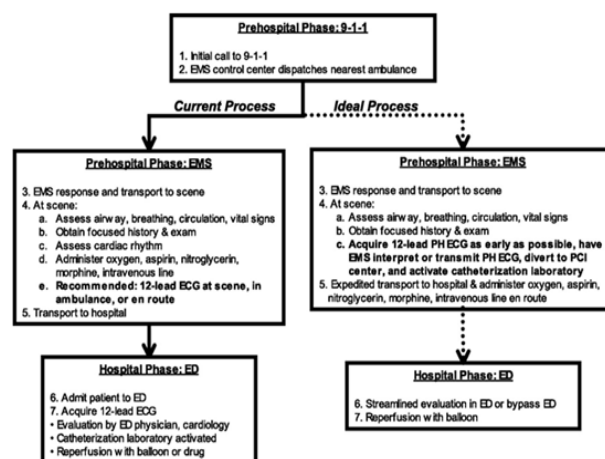 Prehospital Phase: 9-1-1
1. Initial call to 9-1-1
2. EMS control center dispatches nearest ambulance
Current Process
Ideal Process
Prehospital Phase: EMS
3. EMS response and transport to scene
4. At scene:
a. Assess airway, breathing, circulation, vital signs
b. Obtain focused history & exam
c. Assess cardiac rhythm
d. Administer oxygen, aspirin, nitroglycerin,
morphine, intravenous line
e. Recommended: 12-lead ECG at scene, in
ambulance, or en route
5. Transport to hospital
Prehospital Phase: EMS
3. EMS response and transport to scene
4. At scene:
a. Assess airway, breathing, circulation, vital signs
b. Obtain focused history & exam
c. Acquire 12-lead PH ECG as early as possible, have
EMS interpret or transmit PH ECG, divert to PCI
center, and activate catheterization laboratory
5. Expedited transport to hospital & administer oxygen, aspirin,
nitroglycerin, morphine, intravenous line en route
Hospital Phase: ED
6. Admit patient to ED
7. Acquire 12-lead ECG
• Evaluation by ED physician, cardiology
• Catheterization laboratory activated
• Reperfusion with balloon or drug
Hospital Phase: ED
6. Streamlined evaluation in ED or bypass ED
7. Reperfusion with balloon